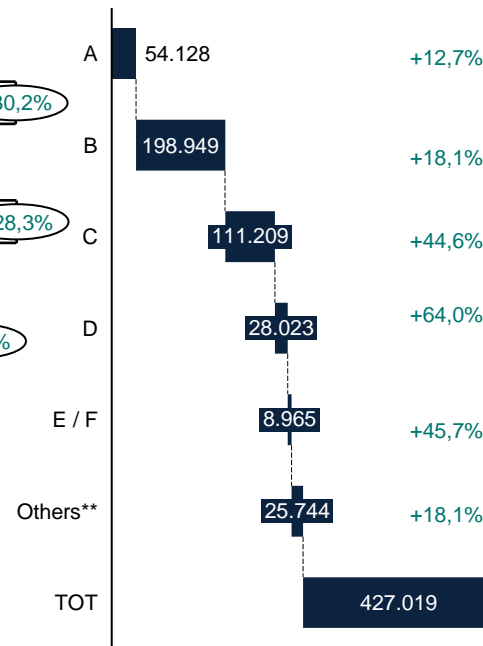 A 54.128 +12,7%
30,2%
B 198.949 +18,1%
28,3%
C 111.209 +44,6%
D 28.023 +64,0%
%
E / F 8.965 +45,7%
Others** 25.744 +18,1%
TOT 427.019